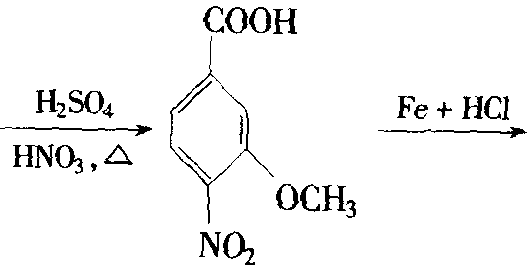 COOH
H₂SO₄
HNO₃, △
Fe + HCl
OCH₃
NO₂